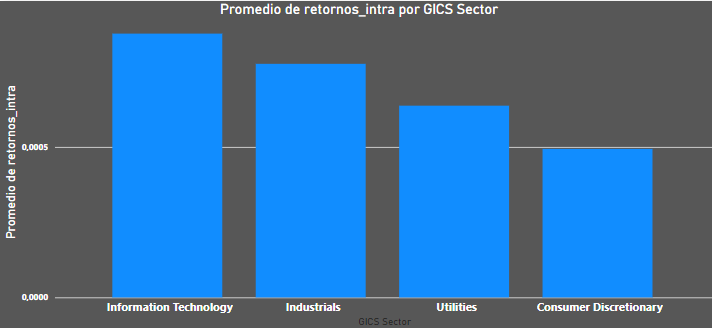 Promedio de retornos_intra por GICS Sector
Promedio de retornos_intra
0,0005
0,0000
Information Technology
Industrials
Utilities
Consumer Discretionary
GICS Sector